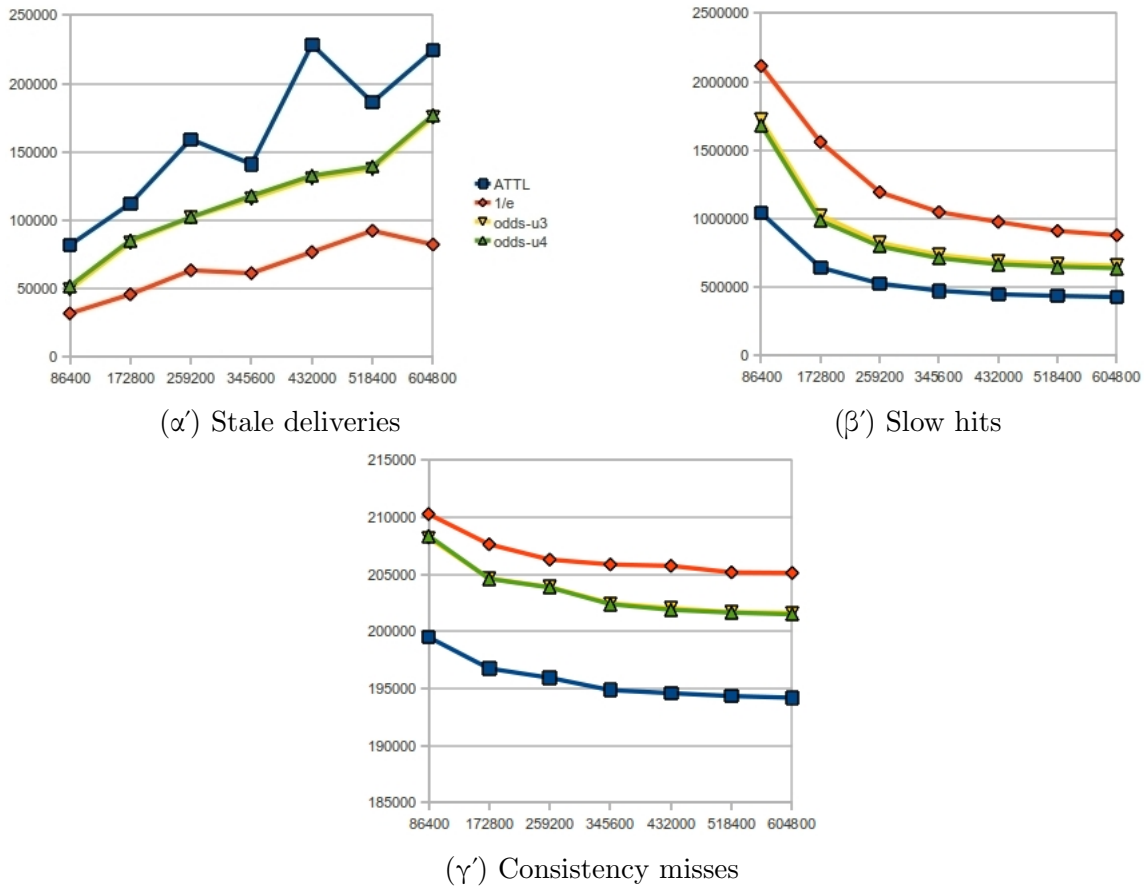 250000
200000
150000
100000
50000
0
86400 172800 259200 345600 432000 518400 604800
(α′) Stale deliveries
ATTL
1/e
odds-u3
odds-u4
2500000
2000000
1500000
1000000
500000
0
86400 172800 259200 345600 432000 518400 604800
(β′) Slow hits
215000
210000
205000
200000
195000
190000
185000
86400 172800 259200 345600 432000 518400 604800
(γ′) Consistency misses